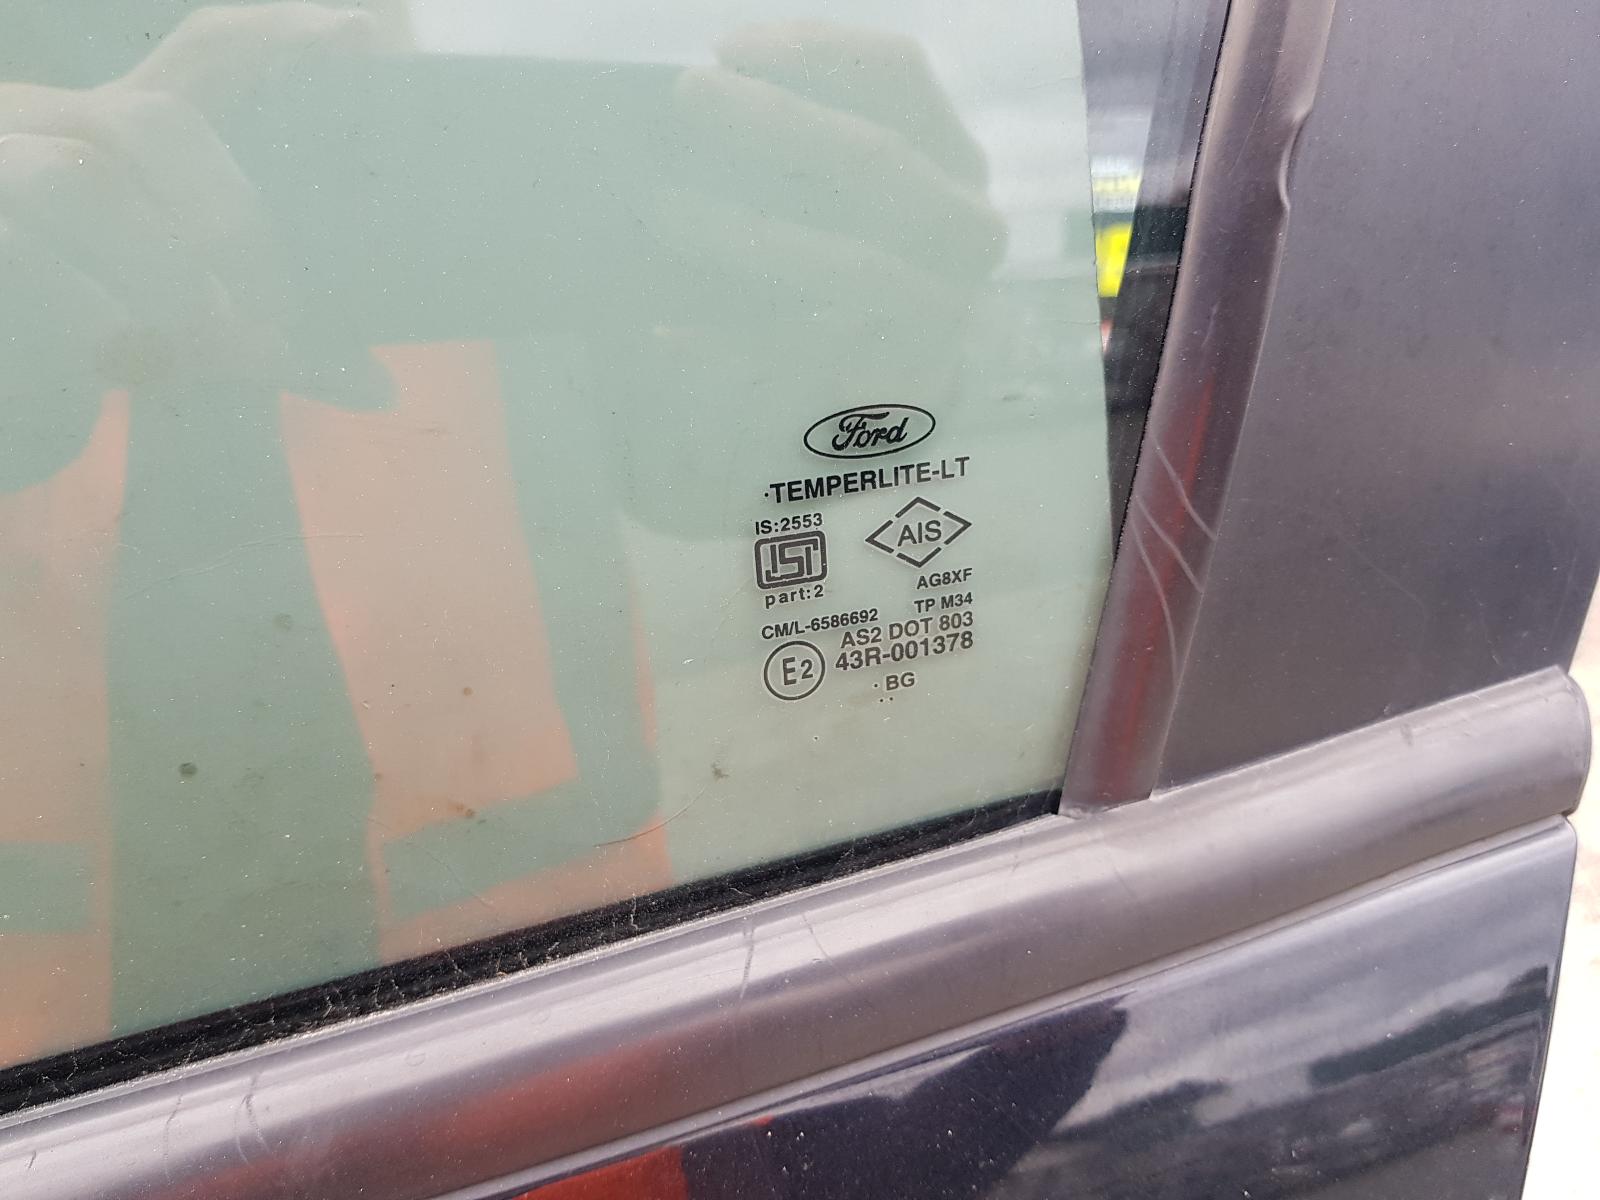 Ford
TEMPERLITE-LT
IS:2553
ISI
part:2
AIS
AG8XF
CM/L-6586692
TP M34
AS2 DOT 803
E2
43R-001378
BG